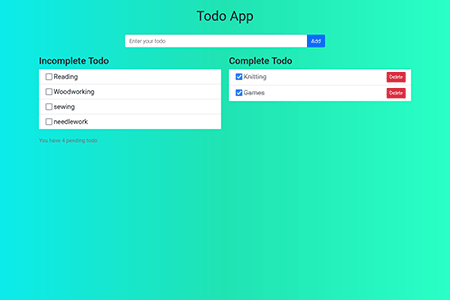 Todo App
Enter your todo
Add
Incomplete Todo
Reading
Woodworking
sewing
needlework
You have 4 pending todo
Complete Todo
Knitting
Delete
Games
Delete